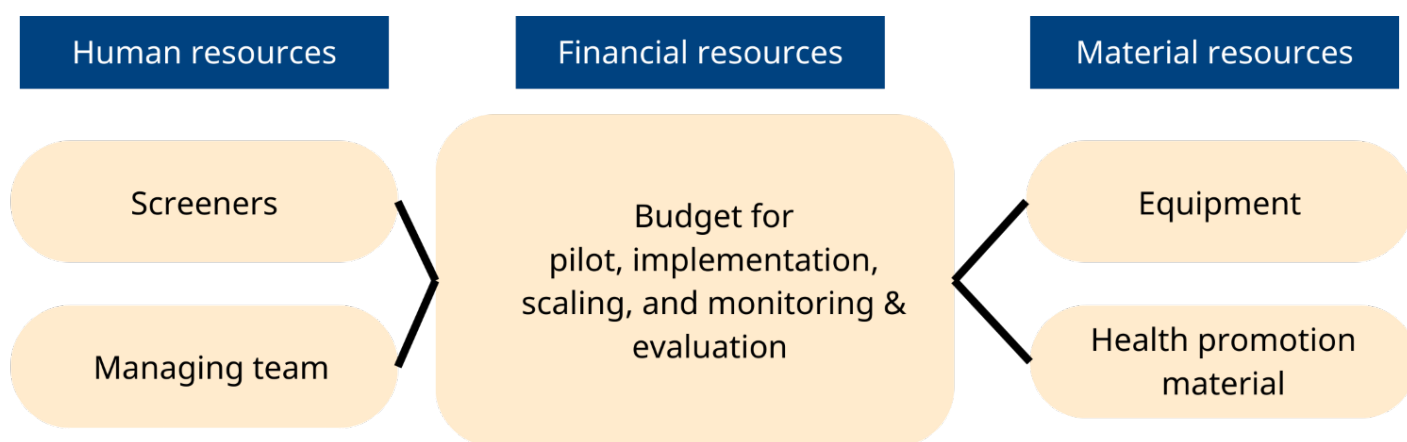 Human resources
Financial resources
Material resources
Screeners
Managing team
Budget for
pilot, implementation,
scaling, and monitoring &
evaluation
Equipment
Health promotion
material